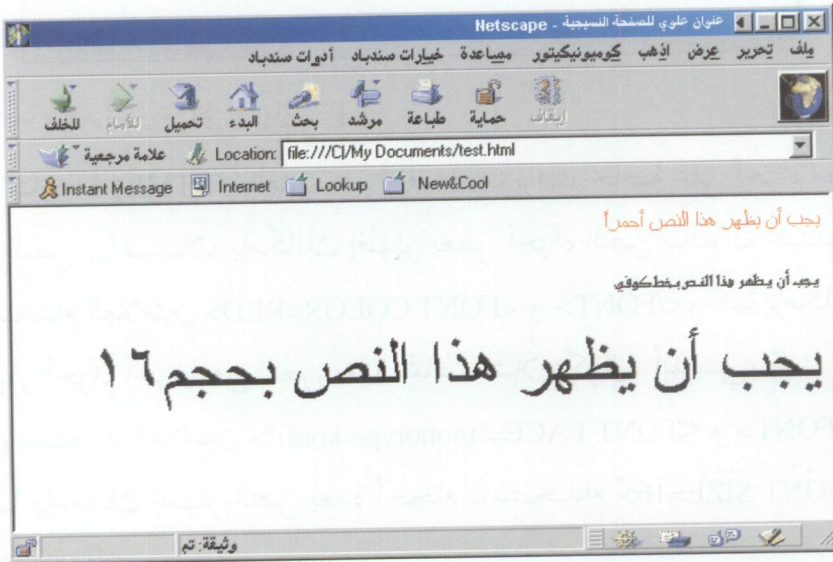 عنوان علوي للصفحة النسيجية - Netscape
ملف تحرير عرض اذهب كوميونيكيتور مساعدة خيارات سندباد أدوات سندباد
للخلف للأمام تحميل البدء بحث مرشد طباعة حماية إيقاف
علامة مرجعية Location: file:///C|/My Documents/test.html
Instant Message Internet Lookup New&Cool
يجب أن يظهر هذا النص أحمراً
يجب أن يظهر هذا النص بخط كوفي
يجب أن يظهر هذا النص بحجم ١٦
وثيقة: تم